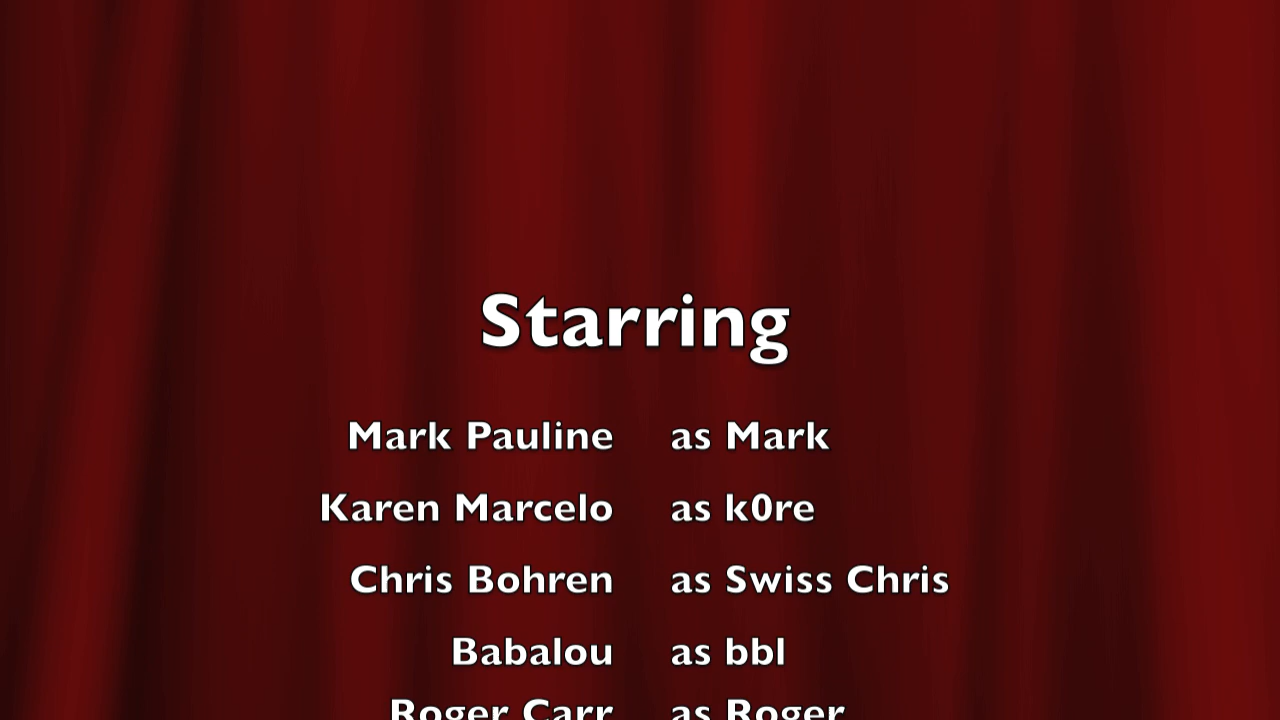 Starring
Mark Pauline as Mark
Karen Marcelo as k0re
Chris Bohren as Swiss Chris
Babalou as bbl
Roger Carr as Roger